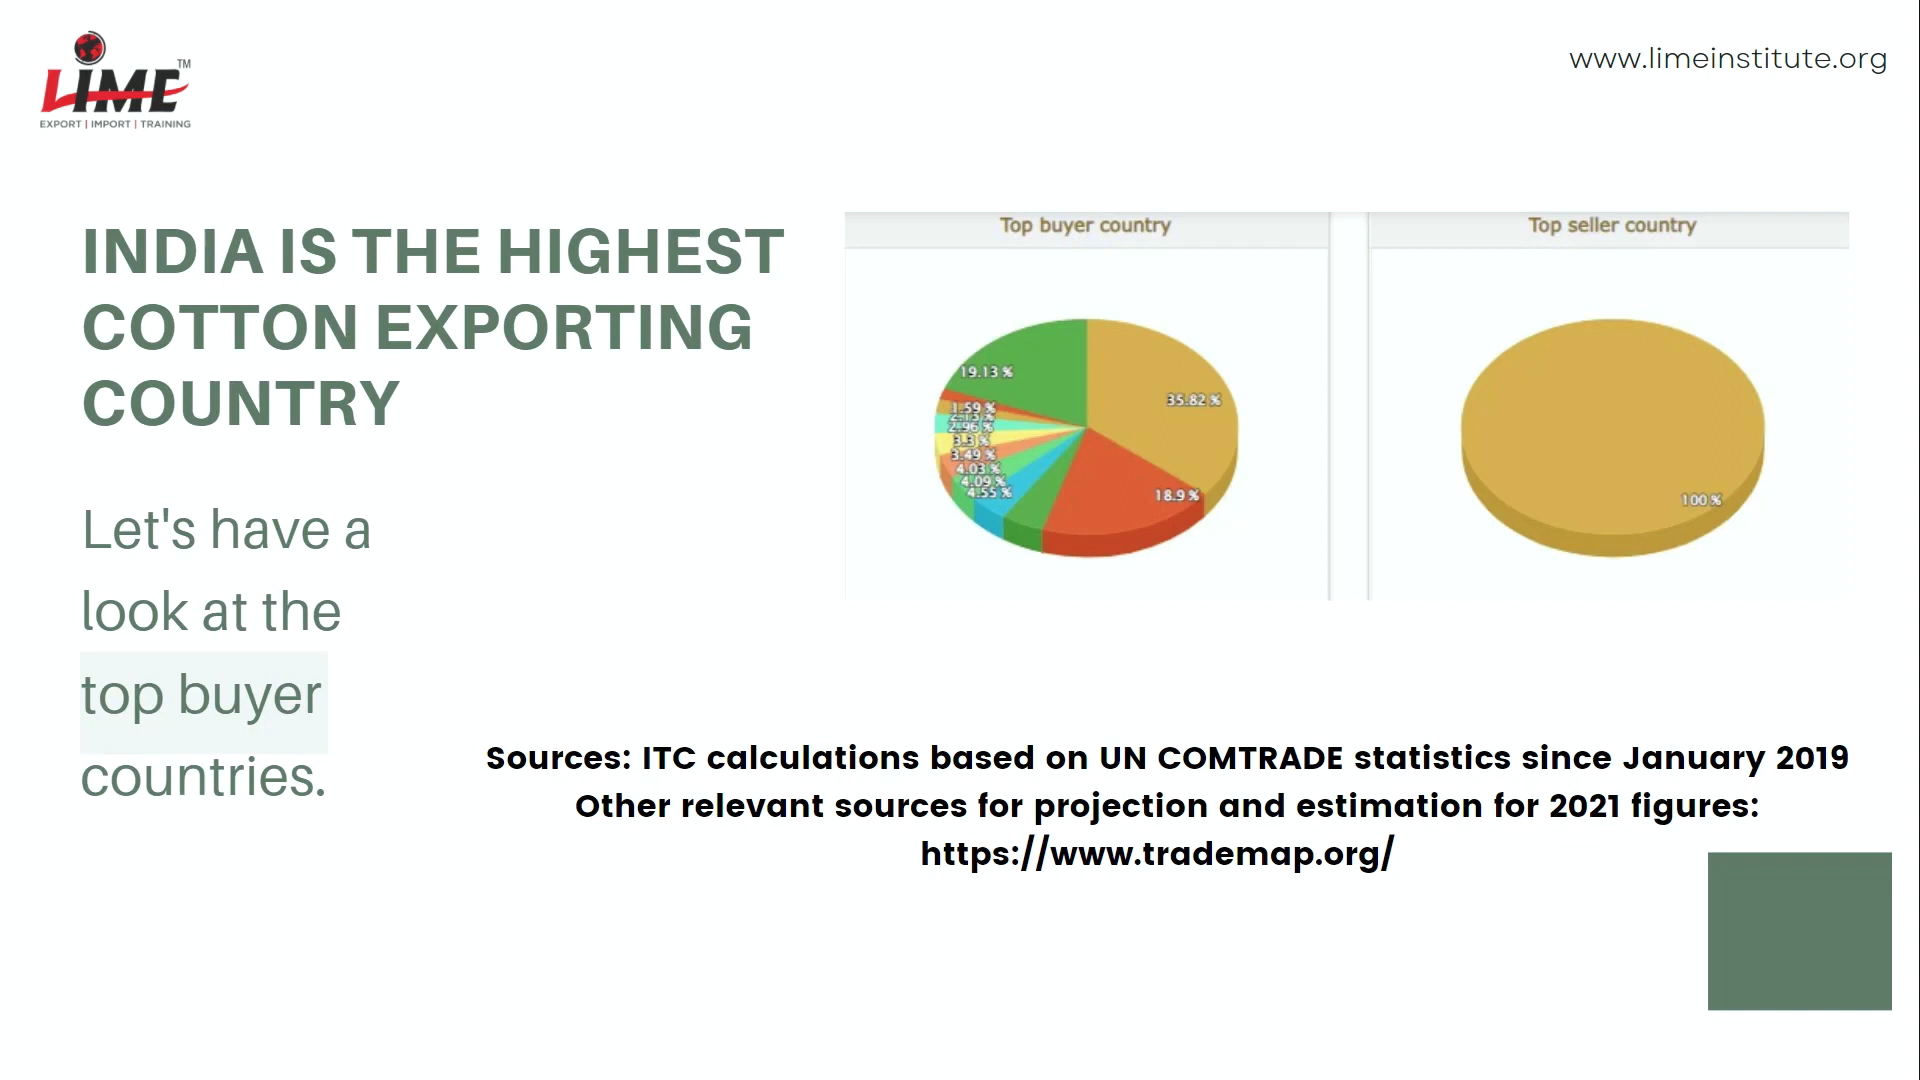 LIME TM
EXPORT | IMPORT | TRAINING
www.limeinstitute.org
INDIA IS THE HIGHEST
COTTON EXPORTING
COUNTRY
Let's have a
look at the
top buyer
countries.
Top buyer country
19.13 %
1.59 %
2.96 %
3.3 %
3.49 %
4.03 %
4.09 %
4.55 %
35.82 %
18.9 %
Top seller country
100 %
Sources: ITC calculations based on UN COMTRADE statistics since January 2019
Other relevant sources for projection and estimation for 2021 figures:
https://www.trademap.org/